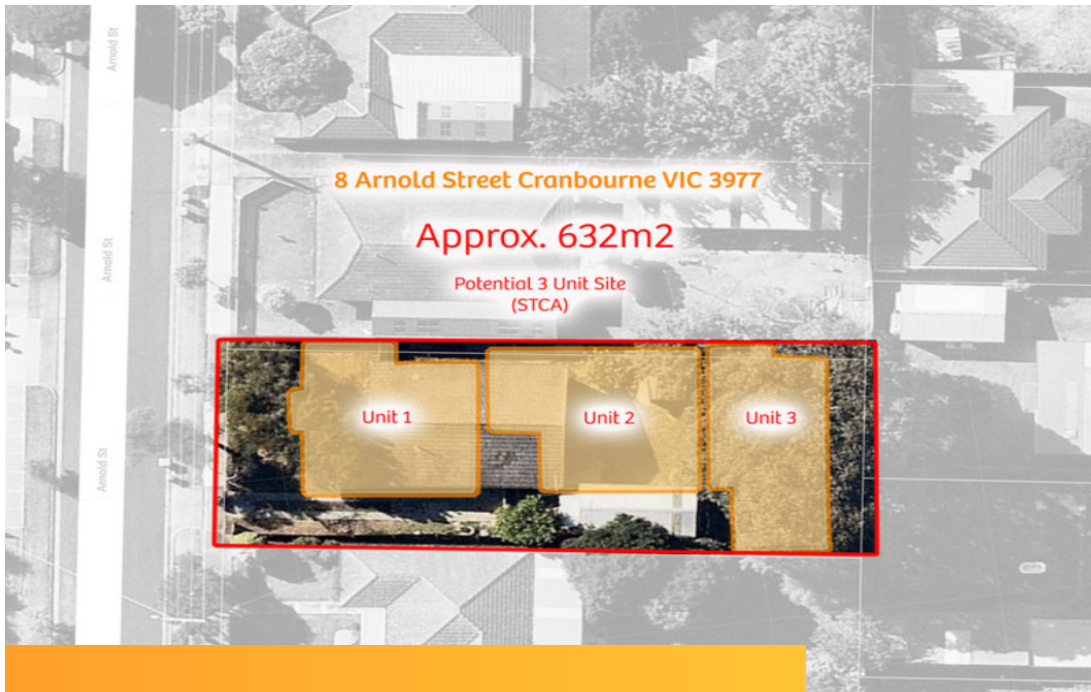 Arnold St
8 Arnold Street Cranbourne VIC 3977
Approx. 632m2
Arnold St
Potential 3 Unit Site
(STCA)
Unit 1
Unit 2
Unit 3
Arnold St